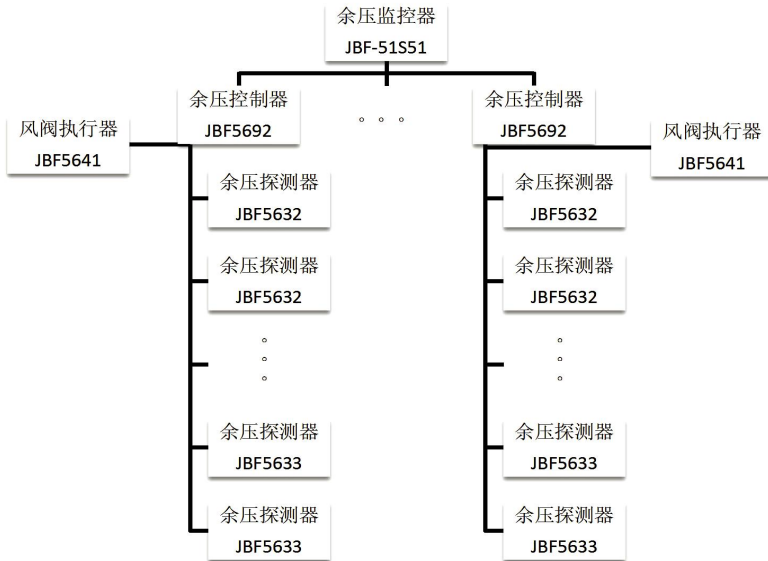 余压监控器
JBF-51S51
余压控制器
JBF5692
。。。
余压控制器
JBF5692
风阀执行器
JBF5641
风阀执行器
JBF5641
余压探测器
JBF5632
余压探测器
JBF5632
余压探测器
JBF5632
余压探测器
JBF5632
。
。
。
。
。
。
余压探测器
JBF5633
余压探测器
JBF5633
余压探测器
JBF5633
余压探测器
JBF5633